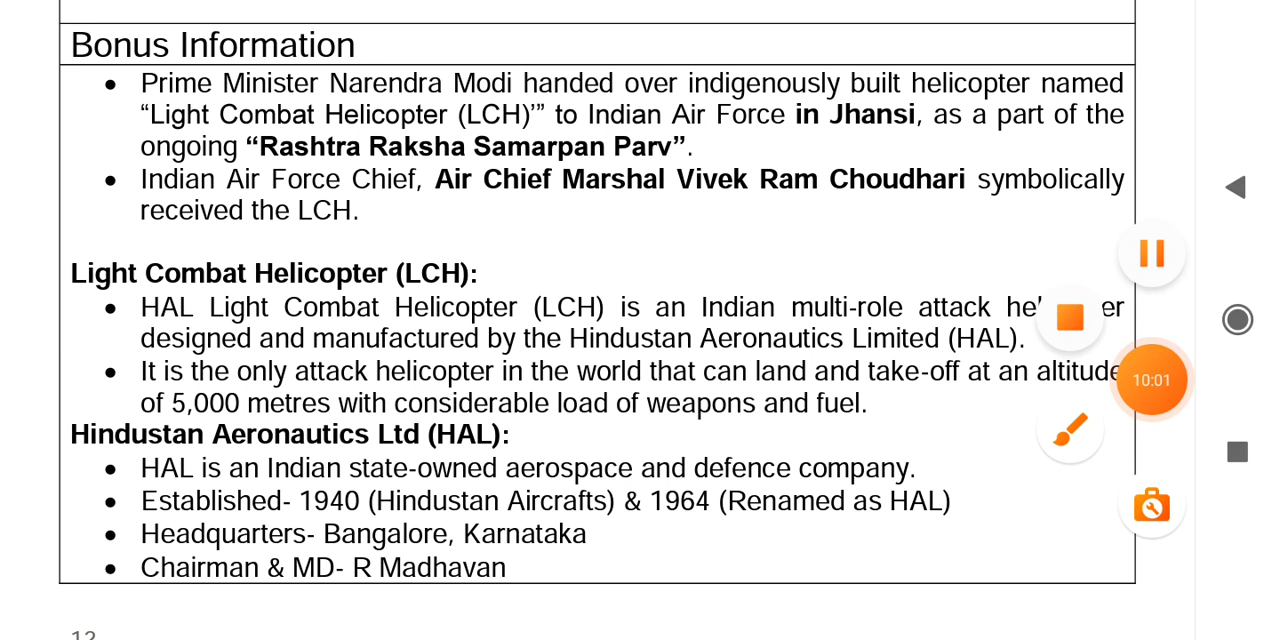 Bonus Information
• Prime Minister Narendra Modi handed over indigenously built helicopter named
“Light Combat Helicopter (LCH)’” to Indian Air Force in Jhansi, as a part of the
ongoing “Rashtra Raksha Samarpan Parv”.
• Indian Air Force Chief, Air Chief Marshal Vivek Ram Choudhari symbolically
received the LCH.
Light Combat Helicopter (LCH):
• HAL Light Combat Helicopter (LCH) is an Indian multi-role attack
designed and manufactured by the Hindustan Aeronautics Limited (HAL).
• It is the only attack helicopter in the world that can land and take-off at an altitude
10:01
of 5,000 metres with considerable load of weapons and fuel.
Hindustan Aeronautics Ltd (HAL):
• HAL is an Indian state-owned aerospace and defence company.
• Established- 1940 (Hindustan Aircrafts) & 1964 (Renamed as HAL)
• Headquarters- Bangalore, Karnataka
• Chairman & MD- R Madhavan
12